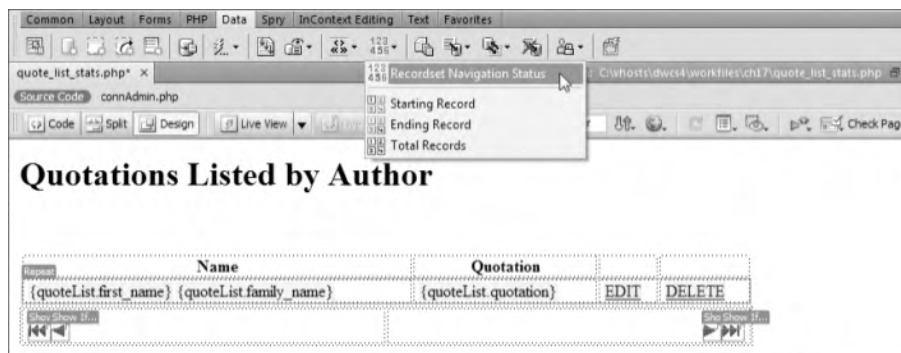 Common Layout Forms PHP Data Spry InContext Editing Text Favorites
quote_list_stats.php* ×
C:\vhosts\dwcs4\workfiles\ch17\quote_list_stats.php
Source Code connAdmin.php
Recordset Navigation Status
Starting Record
Ending Record
Total Records
Code Split Design Live View
Check Pag
Quotations Listed by Author
Repeat
Name Quotation
{quoteList.first_name} {quoteList.family_name} {quoteList.quotation} EDIT DELETE
Show If... Show If...